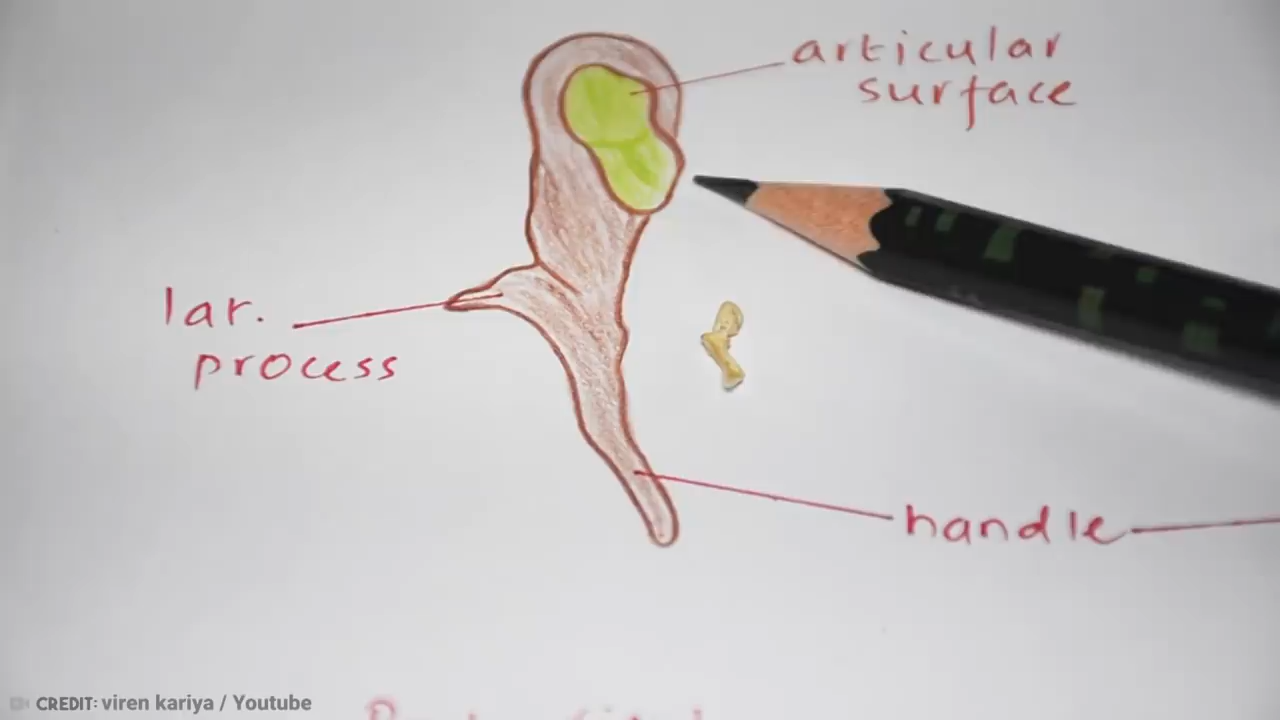 articular
surface
lar.
process
handle
CREDIT: viren kariya / Youtube